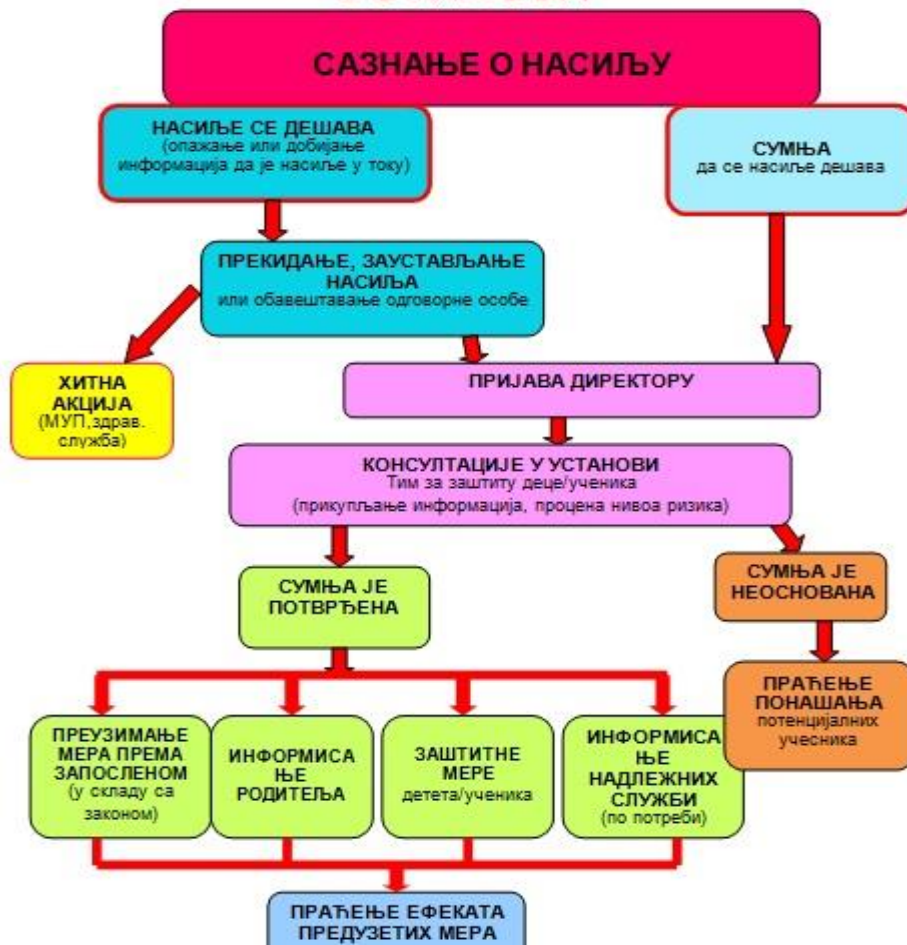 САЗНАЊЕ О НАСИЉУ
НАСИЉЕ СЕ ДЕШАВА
(опажање или добијање
информација да је насиље у току)
СУМЊА
да се насиље дешава
ПРЕКИДАЊЕ, ЗАУСТАВЉАЊЕ
НАСИЉА
или обавештавање одговорне особе
ХИТНА
АКЦИЈА
(МУП,здрав.
служба)
ПРИЈАВА ДИРЕКТОРУ
КОНСУЛТАЦИЈЕ У УСТАНОВИ
Тим за заштиту деце/ученика
(прикупљање информација, процена нивоа ризика)
СУМЊА ЈЕ
ПОТВРЂЕНА
СУМЊА ЈЕ
НЕОСНОВАНА
ПРАЋЕЊЕ
ПОНАШАЊА
потенцијалних
учесника
ПРЕУЗИМАЊЕ
МЕРА ПРЕМА
ЗАПОСЛЕНОМ
(у складу са
законом)
ИНФОРМИСА
ЊЕ
РОДИТЕЉА
ЗАШТИТНЕ
МЕРЕ
детета/ученика
ИНФОРМИСА
ЊЕ
НАДЛЕЖНИХ
СЛУЖБИ
(по потреби)
ПРАЋЕЊЕ ЕФЕКАТА
ПРЕДУЗЕТИХ МЕРА